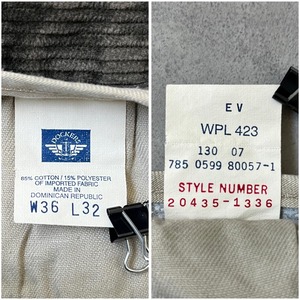 DOCKERS
85% COTTON / 15% POLYESTER
OF IMPORTED FABRIC
MADE IN
DOMINICAN REPUBLIC
W36 L32
EV
WPL 423
130 07
785 0599 80057-1
STYLE NUMBER
20435-1336